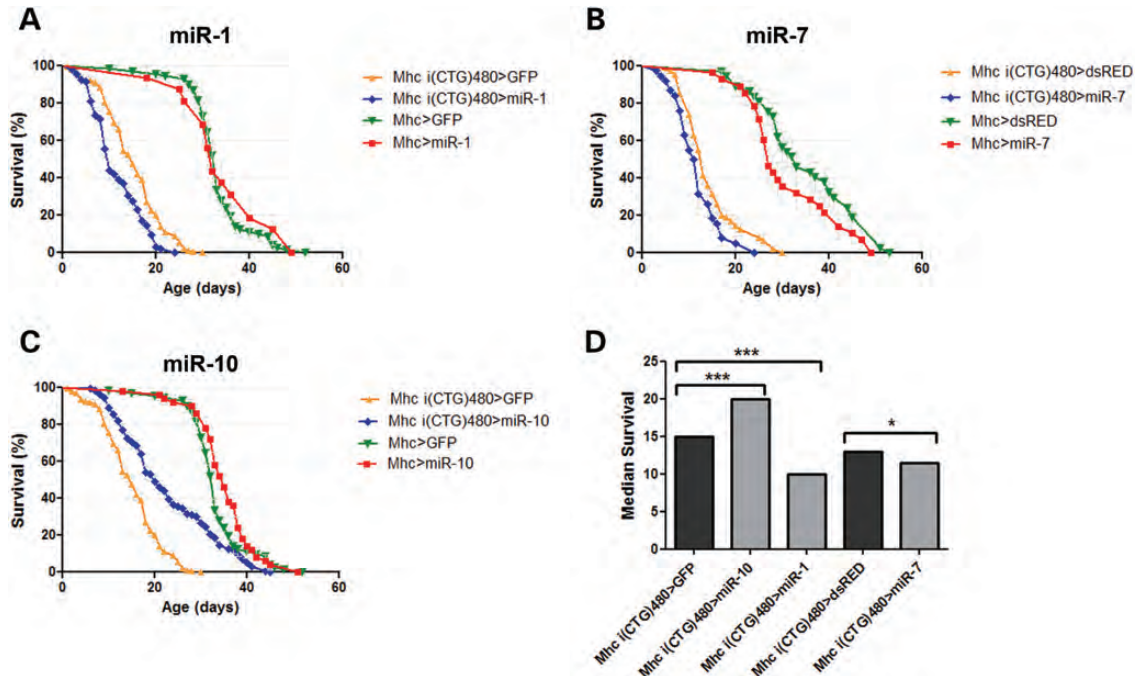 A
miR-1
Survival (%)
100
80
60
40
20
0
0 20 40 60
Age (days)
Mhc i(CTG)480>GFP
Mhc i(CTG)480>miR-1
Mhc>GFP
Mhc>miR-1
B
miR-7
Survival (%)
100
80
60
40
20
0
0 20 40 60
Age (days)
Mhc i(CTG)480>dsRED
Mhc i(CTG)480>miR-7
Mhc>dsRED
Mhc>miR-7
C
miR-10
Survival (%)
100
80
60
40
20
0
0 20 40 60
Age (days)
Mhc i(CTG)480>GFP
Mhc i(CTG)480>miR-10
Mhc>GFP
Mhc>miR-10
D
Median Survival
25
20
15
10
5
0
***
***
*
Mhc i(CTG)480>GFP
Mhc i(CTG)480>miR-10
Mhc i(CTG)480>miR-1
Mhc i(CTG)480>dsRED
Mhc i(CTG)480>miR-7